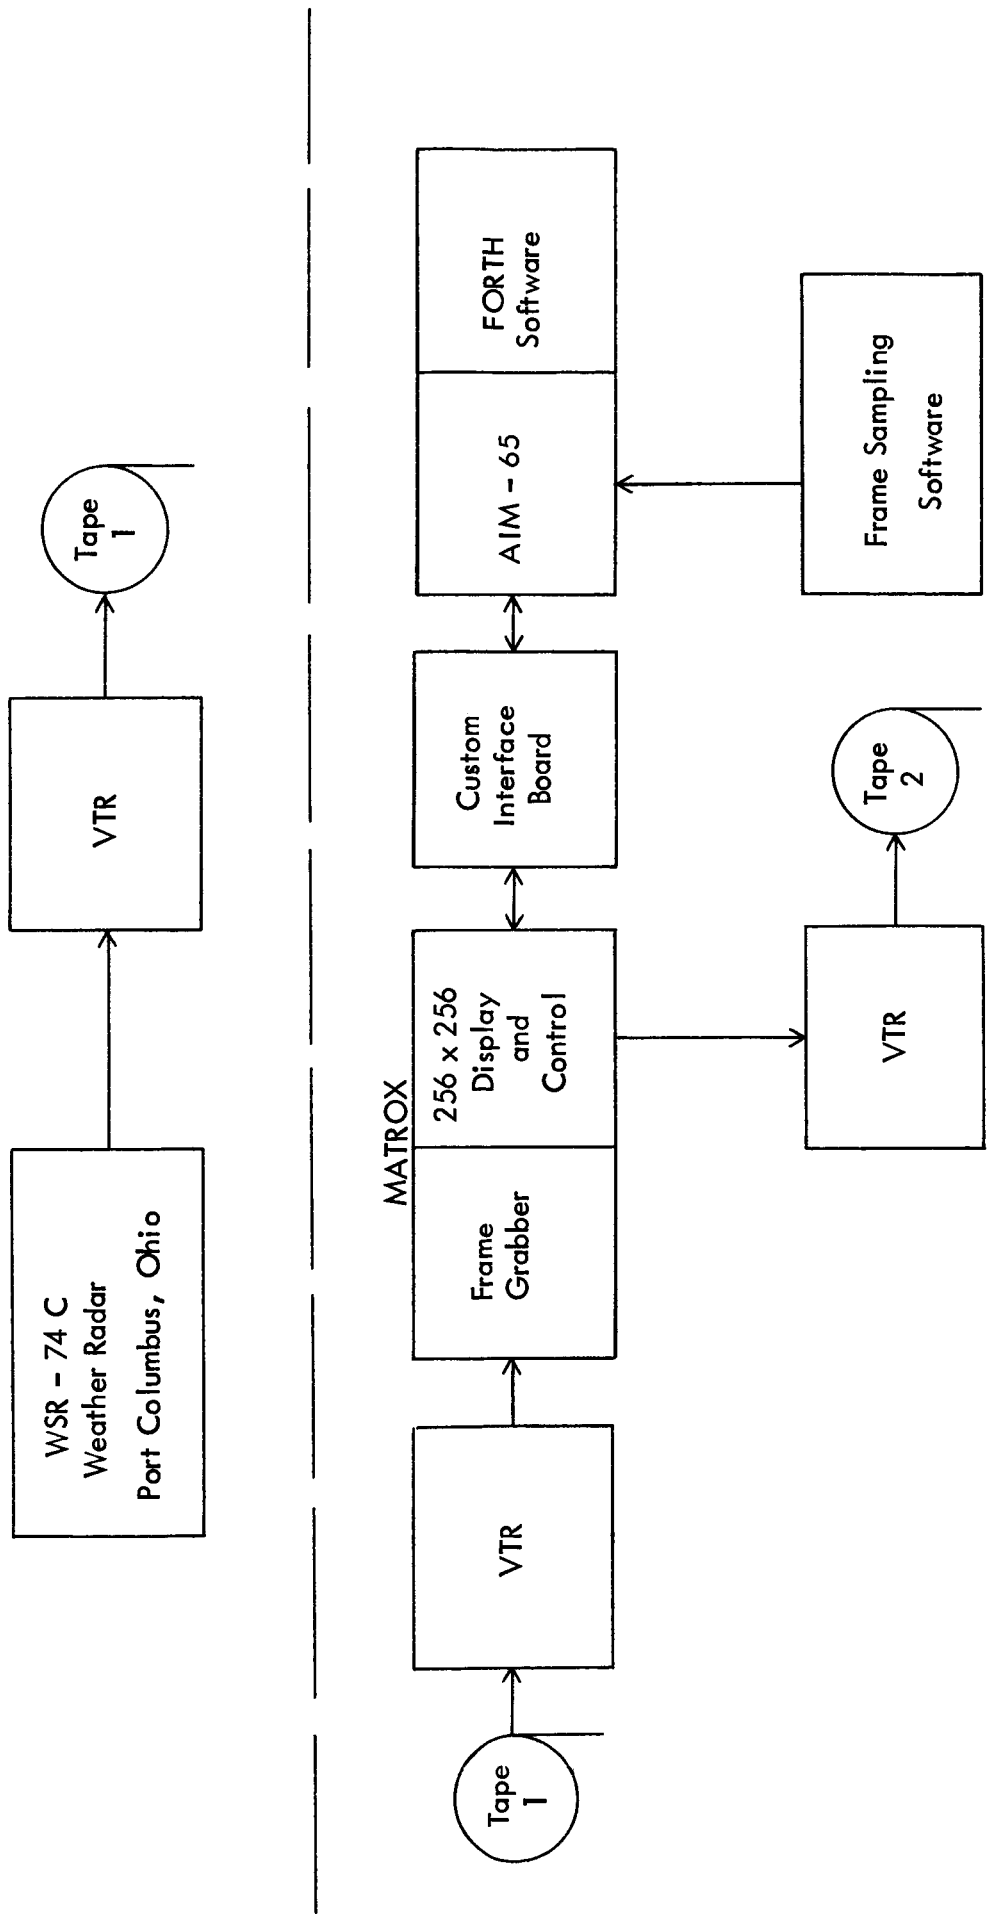 WSR - 74 C
Weather Radar
Port Columbus, Ohio
VTR
Tape
1
Tape
1
VTR
MATROX
Frame
Grabber
256 x 256
Display
and
Control
Custom
Interface
Board
AIM - 65
FORTH
Software
VTR
Tape
2
Frame Sampling
Software